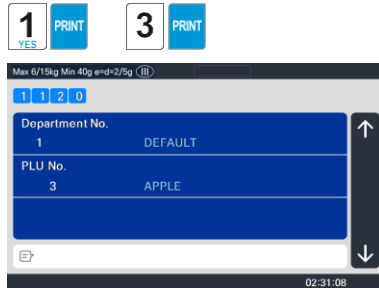 1 YES PRINT 3 PRINT
Max 6/15kg Min 40g e=d=2/5g III
1 1 2 0
Department No.
1 DEFAULT
PLU No.
3 APPLE
02:31:08